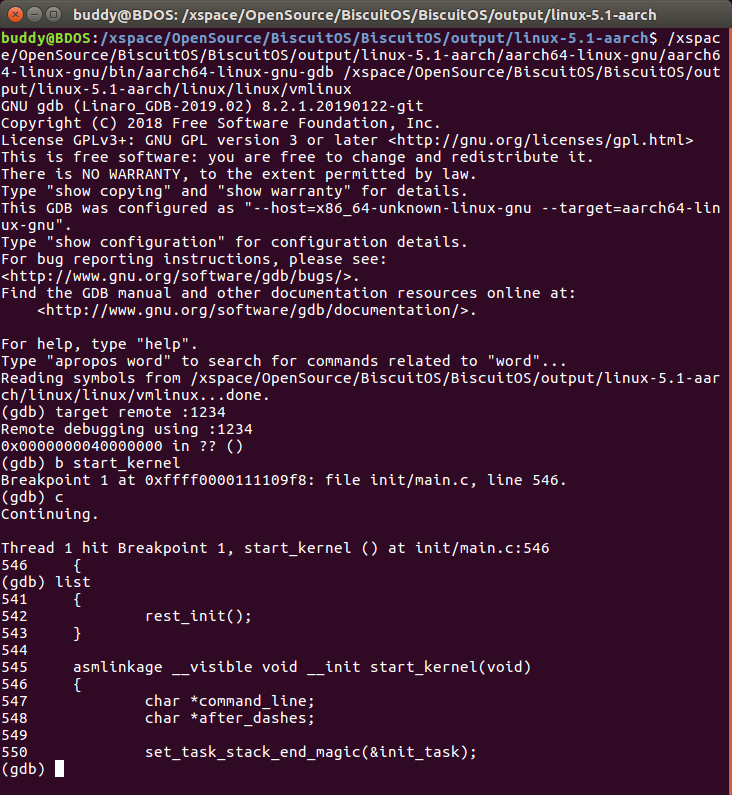 buddy@BDOS: /xspace/OpenSource/BiscuitOS/BiscuitOS/output/linux-5.1-aarch
buddy@BDOS:/xspace/OpenSource/BiscuitOS/BiscuitOS/output/linux-5.1-aarch$ /xspac
e/OpenSource/BiscuitOS/BiscuitOS/output/linux-5.1-aarch/aarch64-linux-gnu/aarch6
4-linux-gnu/bin/aarch64-linux-gnu-gdb /xspace/OpenSource/BiscuitOS/BiscuitOS/out
put/linux-5.1-aarch/linux/linux/vmlinux
GNU gdb (Linaro_GDB-2019.02) 8.2.1.20190122-git
Copyright (C) 2018 Free Software Foundation, Inc.
License GPLv3+: GNU GPL version 3 or later <http://gnu.org/licenses/gpl.html>
This is free software: you are free to change and redistribute it.
There is NO WARRANTY, to the extent permitted by law.
Type "show copying" and "show warranty" for details.
This GDB was configured as "--host=x86_64-unknown-linux-gnu --target=aarch64-lin
ux-gnu".
Type "show configuration" for configuration details.
For bug reporting instructions, please see:
<http://www.gnu.org/software/gdb/bugs/>.
Find the GDB manual and other documentation resources online at:
    <http://www.gnu.org/software/gdb/documentation/>.
For help, type "help".
Type "apropos word" to search for commands related to "word"...
Reading symbols from /xspace/OpenSource/BiscuitOS/BiscuitOS/output/linux-5.1-aar
ch/linux/linux/vmlinux...done.
(gdb) target remote :1234
Remote debugging using :1234
0x0000000040000000 in ?? ()
(gdb) b start_kernel
Breakpoint 1 at 0xffff0000111109f8: file init/main.c, line 546.
(gdb) c
Continuing.
Thread 1 hit Breakpoint 1, start_kernel () at init/main.c:546
546     {
(gdb) list
541     {
542             rest_init();
543     }
544
545     asmlinkage __visible void __init start_kernel(void)
546     {
547             char *command_line;
548             char *after_dashes;
549
550             set_task_stack_end_magic(&init_task);
(gdb)